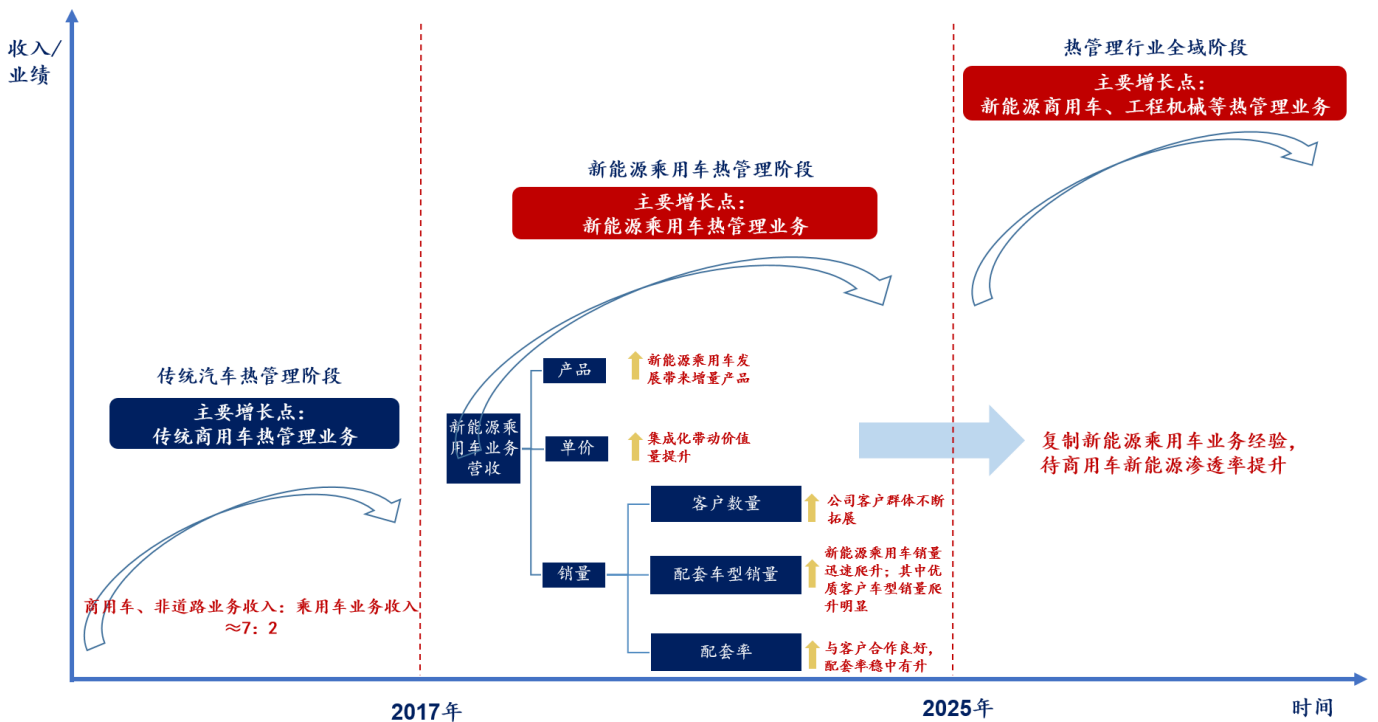 收入/
业绩
热管理行业全域阶段
主要增长点：
新能源商用车、工程机械等热管理业务
新能源乘用车热管理阶段
主要增长点：
新能源乘用车热管理业务
传统汽车热管理阶段
主要增长点：
传统商用车热管理业务
商用车、非道路业务收入：乘用车业务收入
≈7：2
新能源乘
用车业务
营收
产品
新能源乘用车发
展带来增量产品
单价
集成化带动价值
量提升
销量
客户数量
公司客户群体不断
拓展
配套车型销量
新能源乘用车销量
迅速爬升；其中优
质客户车型销量爬
升明显
配套率
与客户合作良好，
配套率稳中有升
复制新能源乘用车业务经验，
待商用车新能源渗透率提升
2017年
2025年
时间